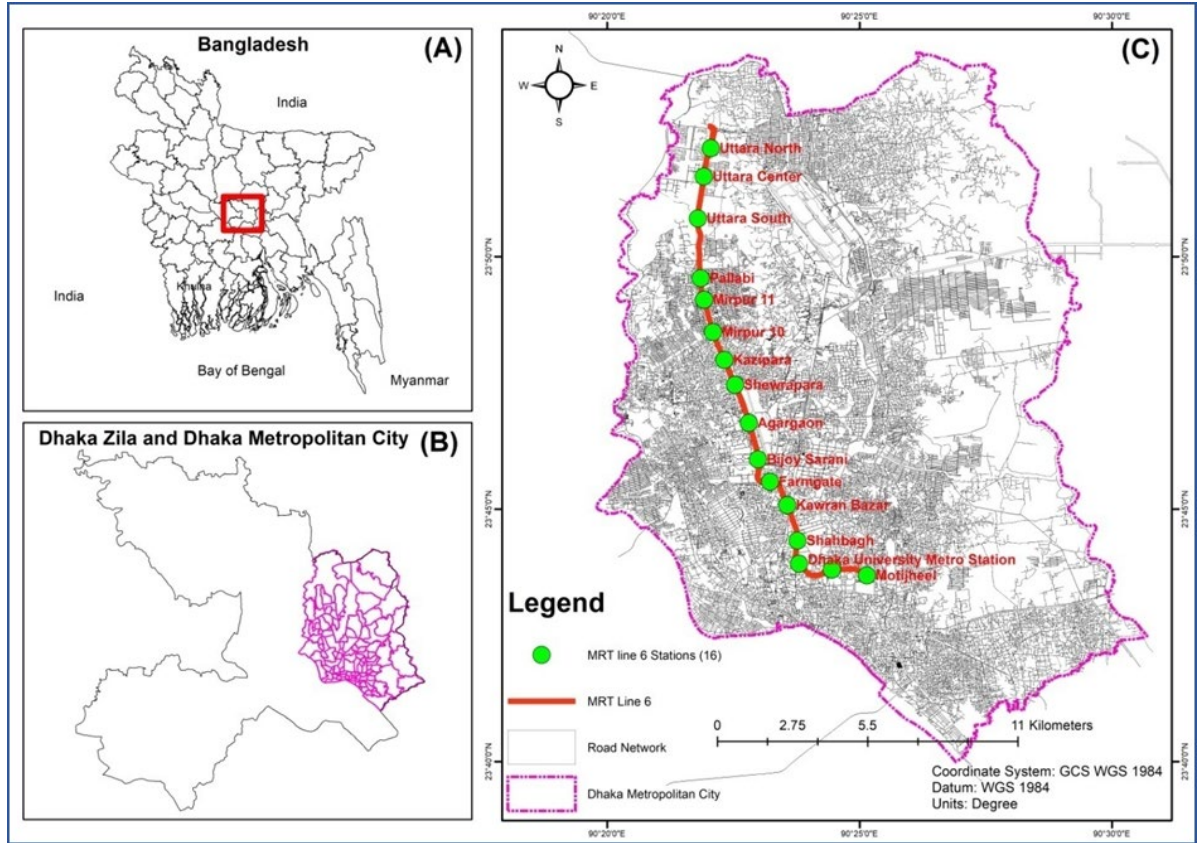 Bangladesh
(A)
India
India
Khulna
Bay of Bengal
Myanmar
Dhaka Zila and Dhaka Metropolitan City
(B)
90°20'0"E
90°25'0"E
90°30'0"E
(C)
N
W
E
S
Uttara North
Uttara Center
Uttara South
Pallabi
Mirpur 11
Mirpur 10
Kazipara
Shewrapara
Agargaon
Bijoy Sarani
Farmgate
Kawran Bazar
Shahbagh
Dhaka University Metro Station
Motijheel
23°50'0"N
23°45'0"N
23°40'0"N
23°50'0"N
23°45'0"N
23°40'0"N
Legend
MRT line 6 Stations (16)
MRT Line 6
Road Network
Dhaka Metropolitan City
0
2.75
5.5
11 Kilometers
Coordinate System: GCS WGS 1984
Datum: WGS 1984
Units: Degree
90°20'0"E
90°25'0"E
90°30'0"E